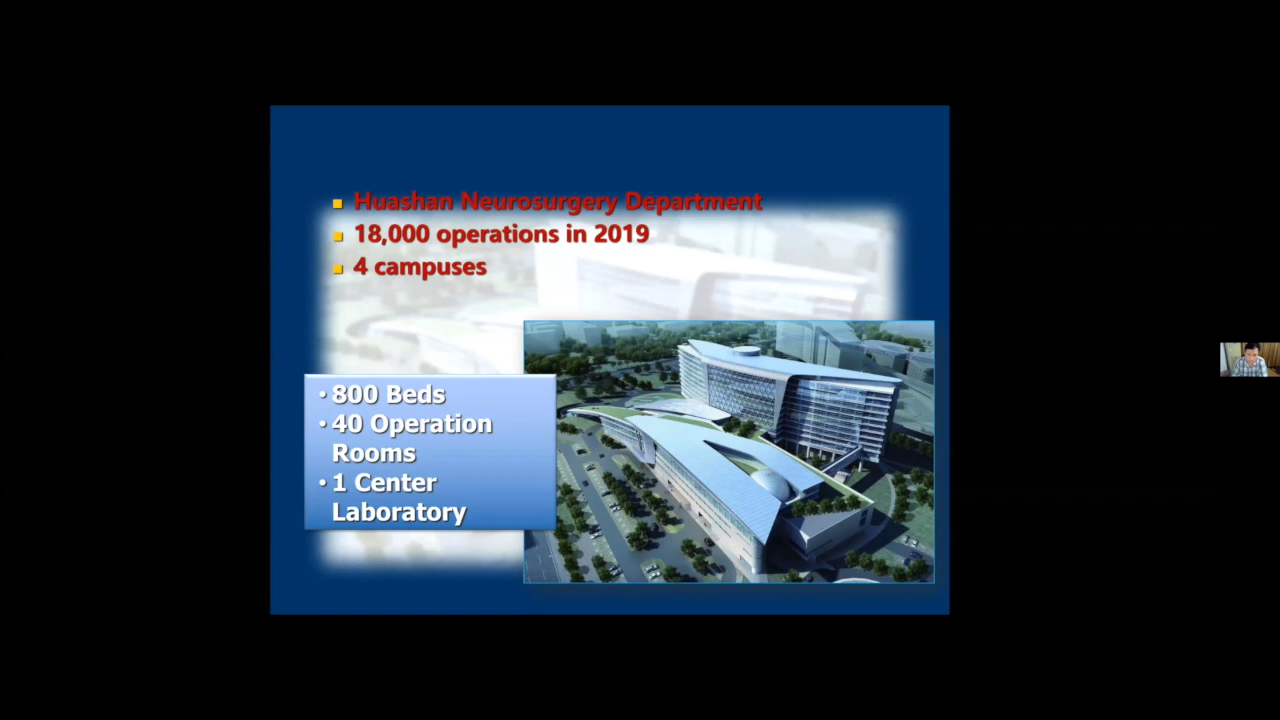 Huashan Neurosurgery Department
18,000 operations in 2019
4 campuses
• 800 Beds
• 40 Operation
Rooms
• 1 Center
Laboratory